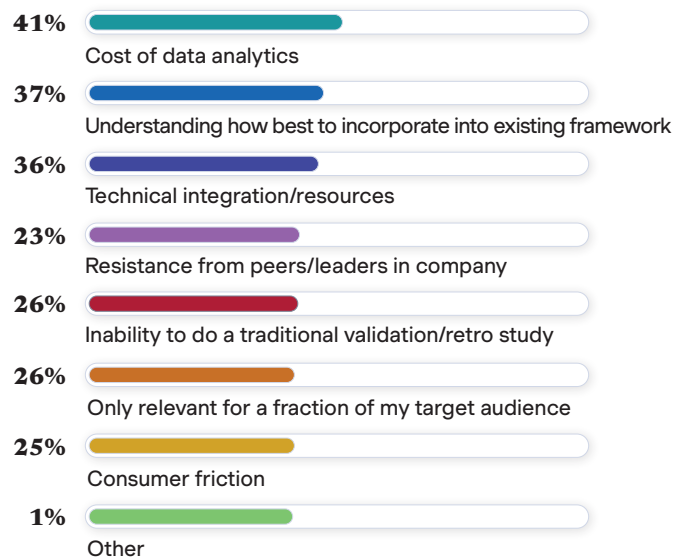 41%
Cost of data analytics
37%
Understanding how best to incorporate into existing framework
36%
Technical integration/resources
23%
Resistance from peers/leaders in company
26%
Inability to do a traditional validation/retro study
26%
Only relevant for a fraction of my target audience
25%
Consumer friction
1%
Other